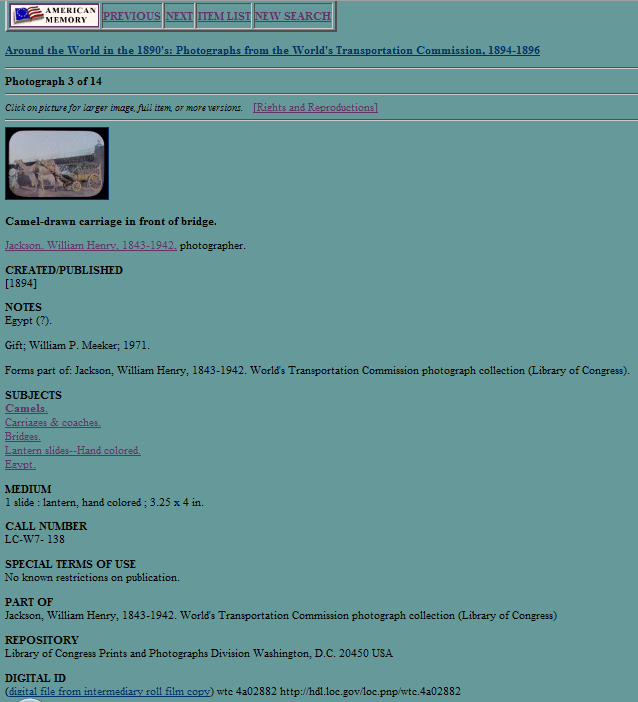 AMERICAN
MEMORY
PREVIOUS NEXT ITEM LIST NEW SEARCH
Around the World in the 1890's: Photographs from the World's Transportation Commission, 1894-1896
Photograph 3 of 14
Click on picture for larger image, full item, or more versions. [Rights and Reproductions]
Camel-drawn carriage in front of bridge.
Jackson, William Henry, 1843-1942, photographer.
CREATED/PUBLISHED
[1894]
NOTES
Egypt (?).
Gift; William P. Meeker; 1971.
Forms part of: Jackson, William Henry, 1843-1942. World's Transportation Commission photograph collection (Library of Congress).
SUBJECTS
Camels.
Carriages & coaches.
Bridges.
Lantern slides--Hand colored.
Egypt.
MEDIUM
1 slide : lantern, hand colored ; 3.25 x 4 in.
CALL NUMBER
LC-W7- 138
SPECIAL TERMS OF USE
No known restrictions on publication.
PART OF
Jackson, William Henry, 1843-1942. World's Transportation Commission photograph collection (Library of Congress)
REPOSITORY
Library of Congress Prints and Photographs Division Washington, D.C. 20450 USA
DIGITAL ID
(digital file from intermediary roll film copy) wtc 4a02882 http://hdl.loc.gov/loc.pnp/wtc.4a02882